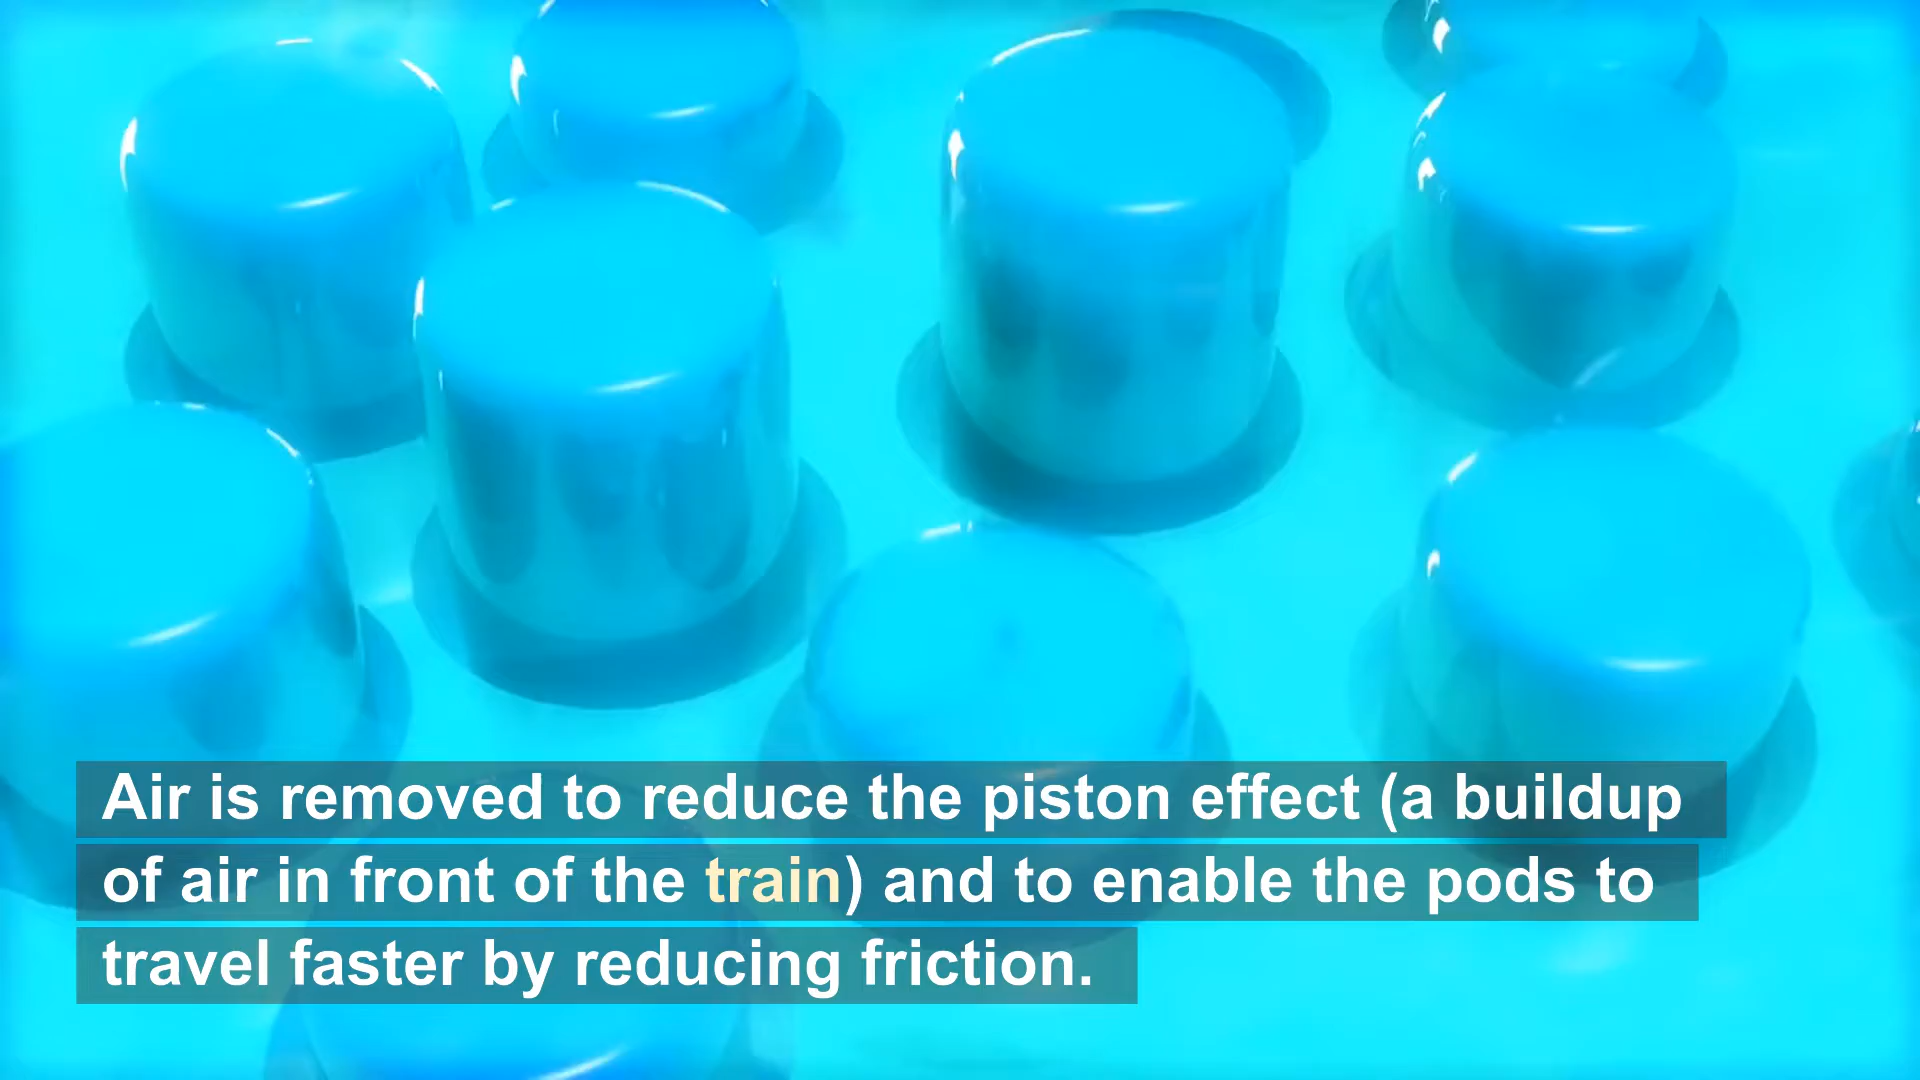 Air is removed to reduce the piston effect (a buildup
of air in front of the train) and to enable the pods to
travel faster by reducing friction.